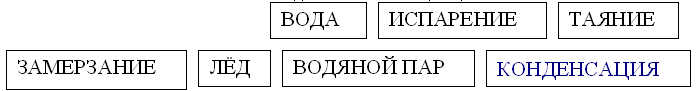 ВОДА ИСПАРЕНИЕ ТАЯНИЕ
ЗАМЕРЗАНИЕ ЛЁД ВОДЯНОЙ ПАР КОНДЕНСАЦИЯ